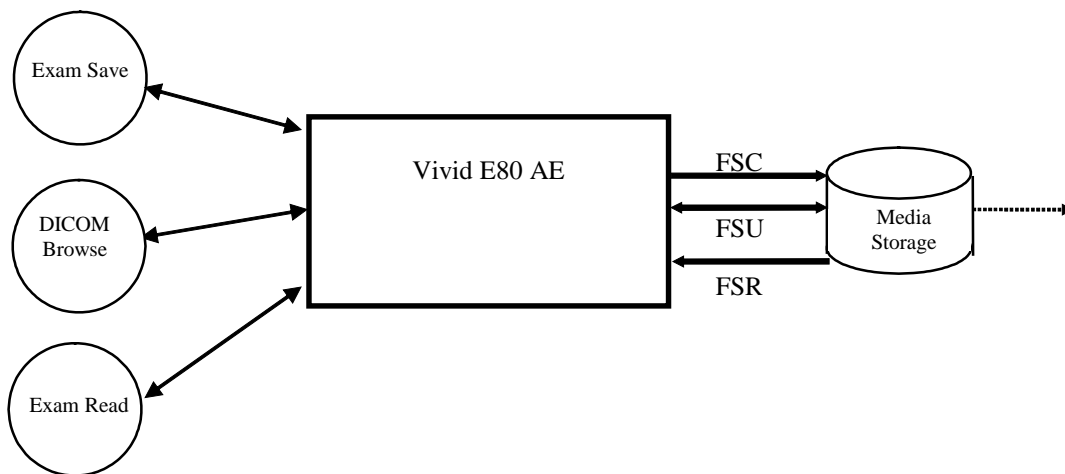 Exam Save
DICOM
Browse
Exam Read
Vivid E80 AE
FSC
FSU
FSR
Media
Storage